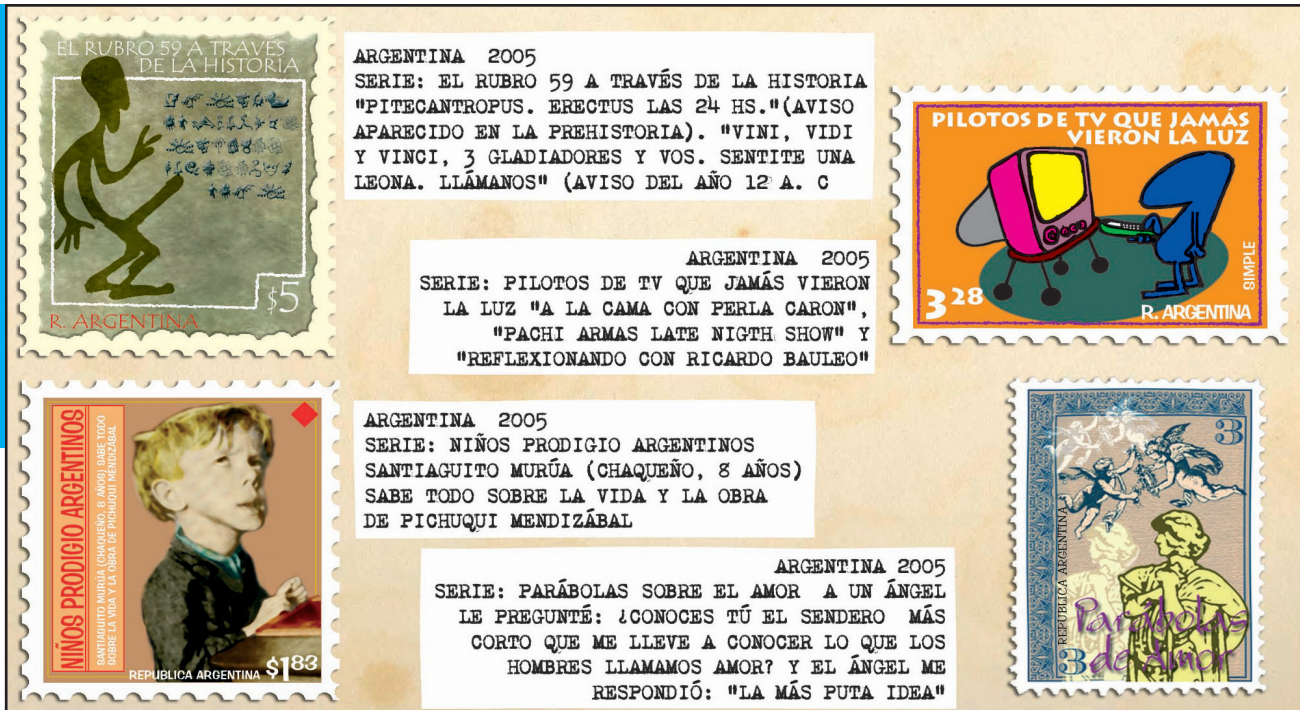 EL RUBRO 59 A TRAVÉS
DE LA HISTORIA
$5
R. ARGENTINA
ARGENTINA 2005
SERIE: EL RUBRO 59 A TRAVÉS DE LA HISTORIA
"PITECANTROPUS. ERECTUS LAS 24 HS."(AVISO
APARECIDO EN LA PREHISTORIA). "VINI, VIDI
Y VINCI, 3 GLADIADORES Y VOS. SENTITE UNA
LEONA. LLÁMANOS" (AVISO DEL AÑO 12 A. C
PILOTOS DE TV QUE JAMÁS
VIERON LA LUZ
SIMPLE
3 28
R. ARGENTINA
ARGENTINA 2005
SERIE: PILOTOS DE TV QUE JAMÁS VIERON
LA LUZ "A LA CAMA CON PERLA CARON",
"PACHI ARMAS LATE NIGTH SHOW" Y
"REFLEXIONANDO CON RICARDO BAULEO"
NIÑOS PRODIGIO ARGENTINOS
SANTIAGUITO MURÚA (CHAQUEÑO, 8 AÑOS) SABE TODO
SOBRE LA VIDA Y LA OBRA DE PICHUQUI MENDIZÁBAL
REPUBLICA ARGENTINA $1 83
ARGENTINA 2005
SERIE: NIÑOS PRODIGIO ARGENTINOS
SANTIAGUITO MURÚA (CHAQUEÑO, 8 AÑOS)
SABE TODO SOBRE LA VIDA Y LA OBRA
DE PICHUQUI MENDIZÁBAL
ARGENTINA 2005
SERIE: PARÁBOLAS SOBRE EL AMOR A UN ÁNGEL
LE PREGUNTÉ: ¿CONOCES TÚ EL SENDERO MÁS
CORTO QUE ME LLEVE A CONOCER LO QUE LOS
HOMBRES LLAMAMOS AMOR? Y EL ÁNGEL ME
RESPONDIÓ: "LA MÁS PUTA IDEA"
3
REPUBLICA ARGENTINA
Parábolas
de Amor
3